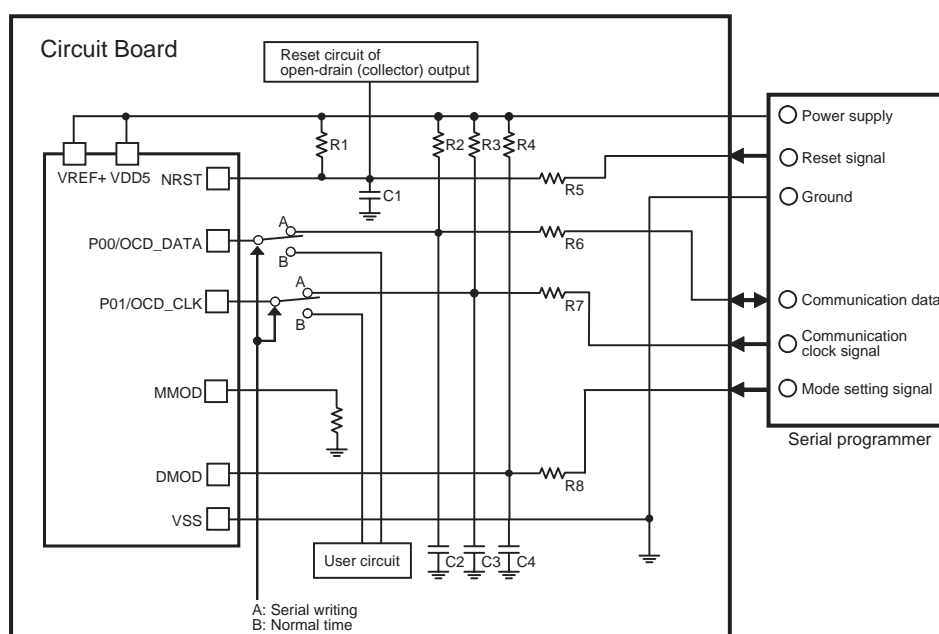 Circuit Board
Reset circuit of
open-drain (collector) output
R1
R2
R3
R4
Power supply
VREF+
VDD5
NRST
Reset signal
R5
C1
Ground
A
P00/OCD_DATA
B
R6
A
P01/OCD_CLK
B
R7
Communication data
Communication
clock signal
MMOD
Mode setting signal
Serial programmer
DMOD
R8
VSS
User circuit
C2
C3
C4
A: Serial writing
B: Normal time